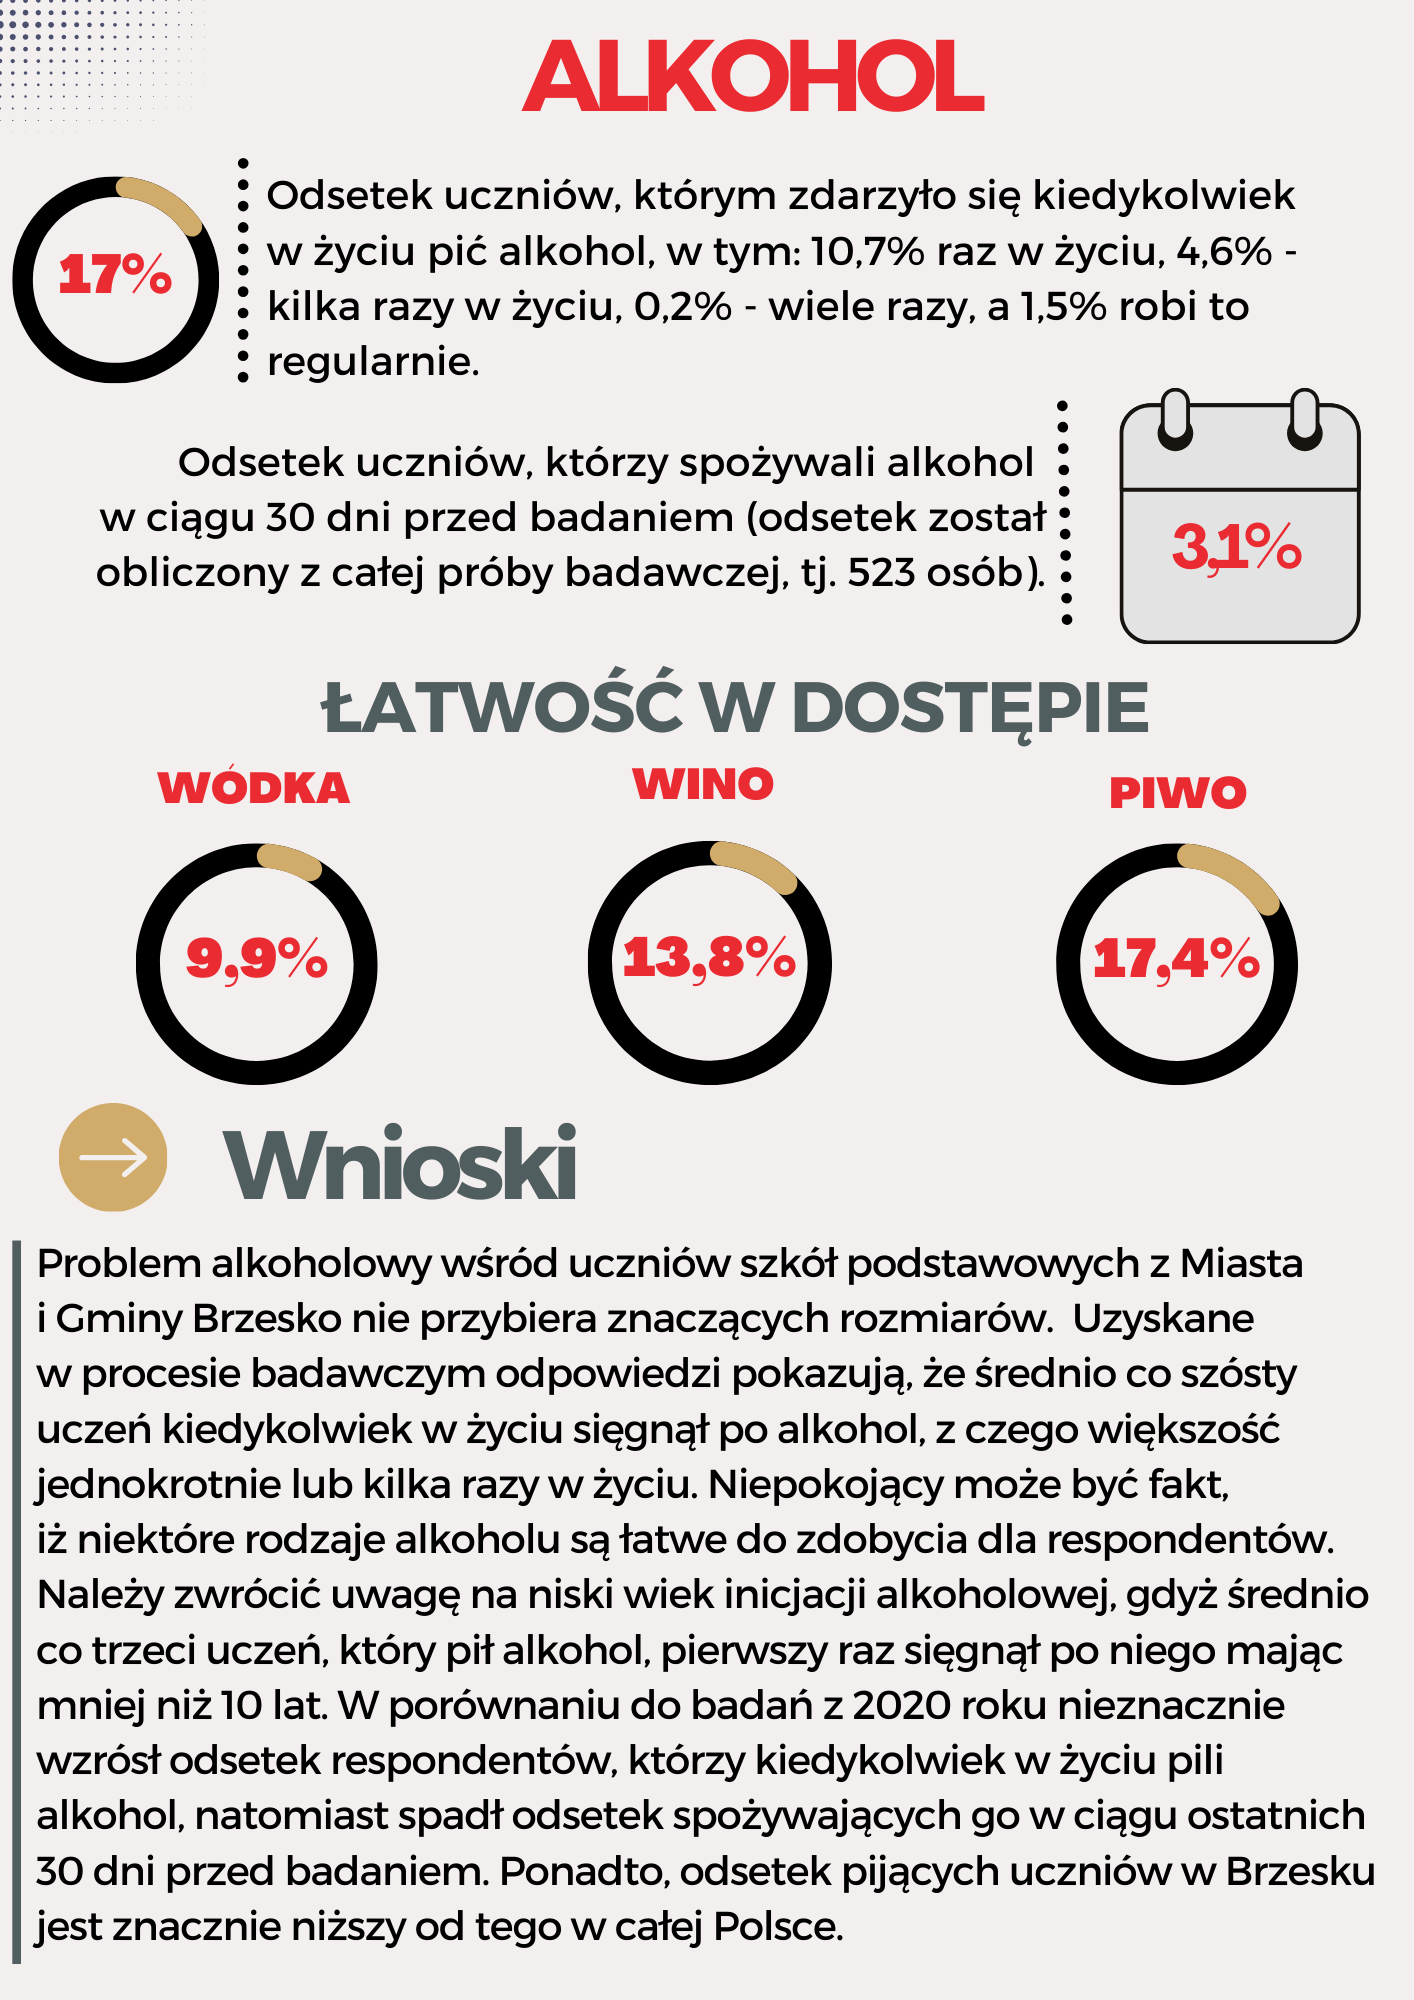 ALKOHOL
17%
Odsetek uczniów, którym zdarzyło się kiedykolwiek
w życiu pić alkohol, w tym: 10,7% raz w życiu, 4,6% -
kilka razy w życiu, 0,2% - wiele razy, a 1,5% robi to
regularnie.
Odsetek uczniów, którzy spożywali alkohol
w ciągu 30 dni przed badaniem (odsetek został
obliczony z całej próby badawczej, tj. 523 osób).
3,1%
ŁATWOŚĆ W DOSTĘPIE
WÓDKA
WINO
PIWO
9,9%
13,8%
17,4%
Wnioski
Problem alkoholowy wśród uczniów szkół podstawowych z Miasta
i Gminy Brzesko nie przybiera znaczących rozmiarów. Uzyskane
w procesie badawczym odpowiedzi pokazują, że średnio co szósty
uczeń kiedykolwiek w życiu sięgnął po alkohol, z czego większość
jednokrotnie lub kilka razy w życiu. Niepokojący może być fakt,
iż niektóre rodzaje alkoholu są łatwe do zdobycia dla respondentów.
Należy zwrócić uwagę na niski wiek inicjacji alkoholowej, gdyż średnio
co trzeci uczeń, który pił alkohol, pierwszy raz sięgnął po niego mając
mniej niż 10 lat. W porównaniu do badań z 2020 roku nieznacznie
wzrósł odsetek respondentów, którzy kiedykolwiek w życiu pili
alkohol, natomiast spadł odsetek spożywających go w ciągu ostatnich
30 dni przed badaniem. Ponadto, odsetek pijących uczniów w Brzesku
jest znacznie niższy od tego w całej Polsce.